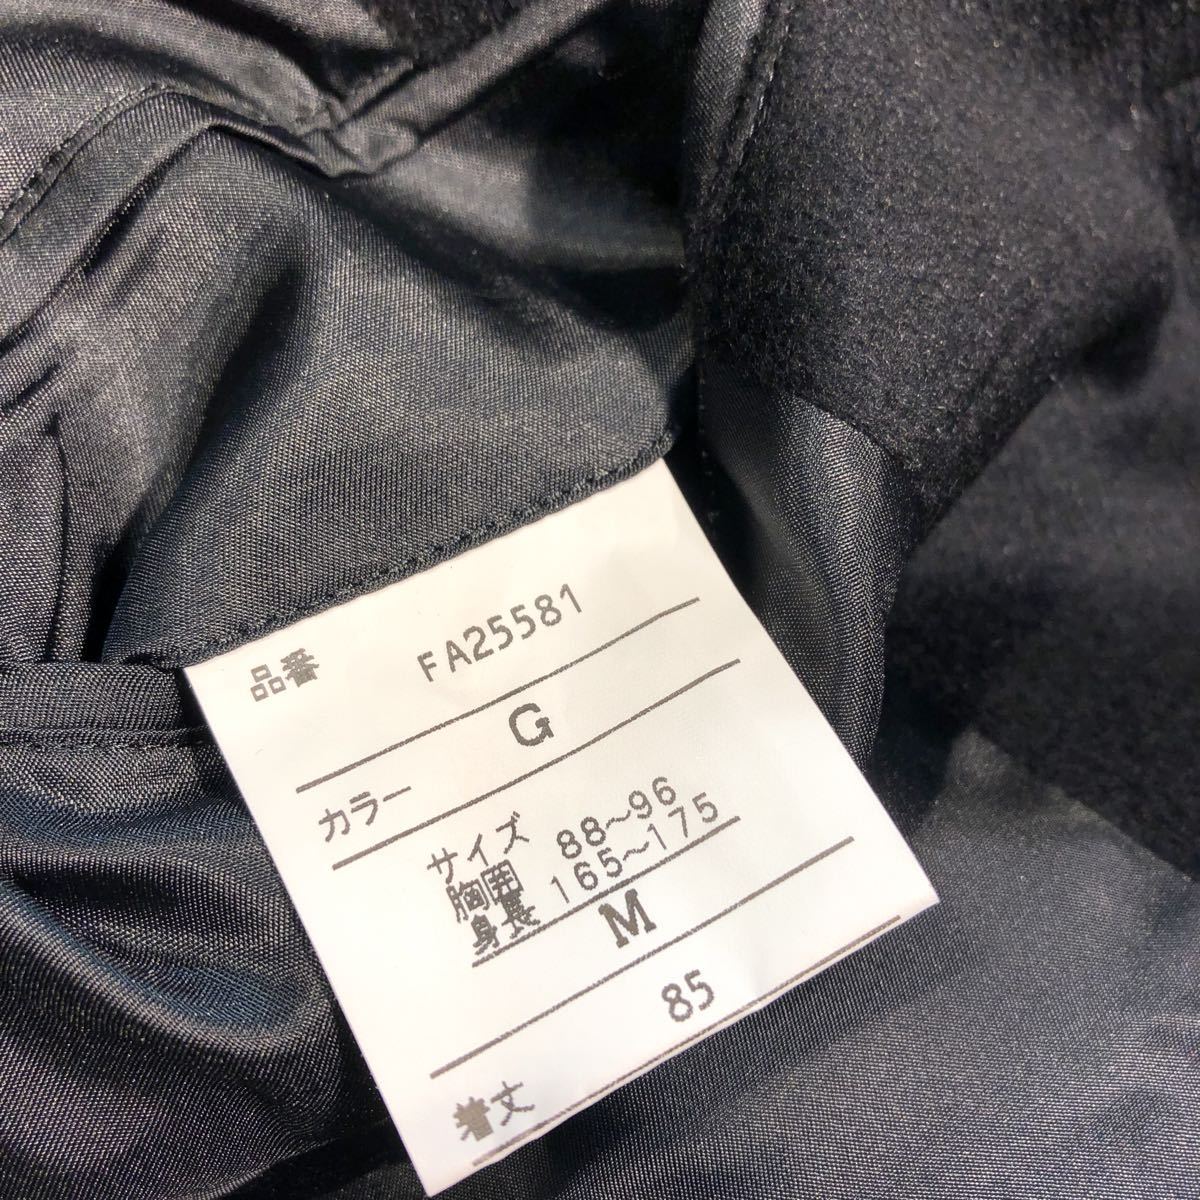 品番 FA25581
カラー G
サイズ
胸囲 88~96
身長 165~175
M
着丈 85